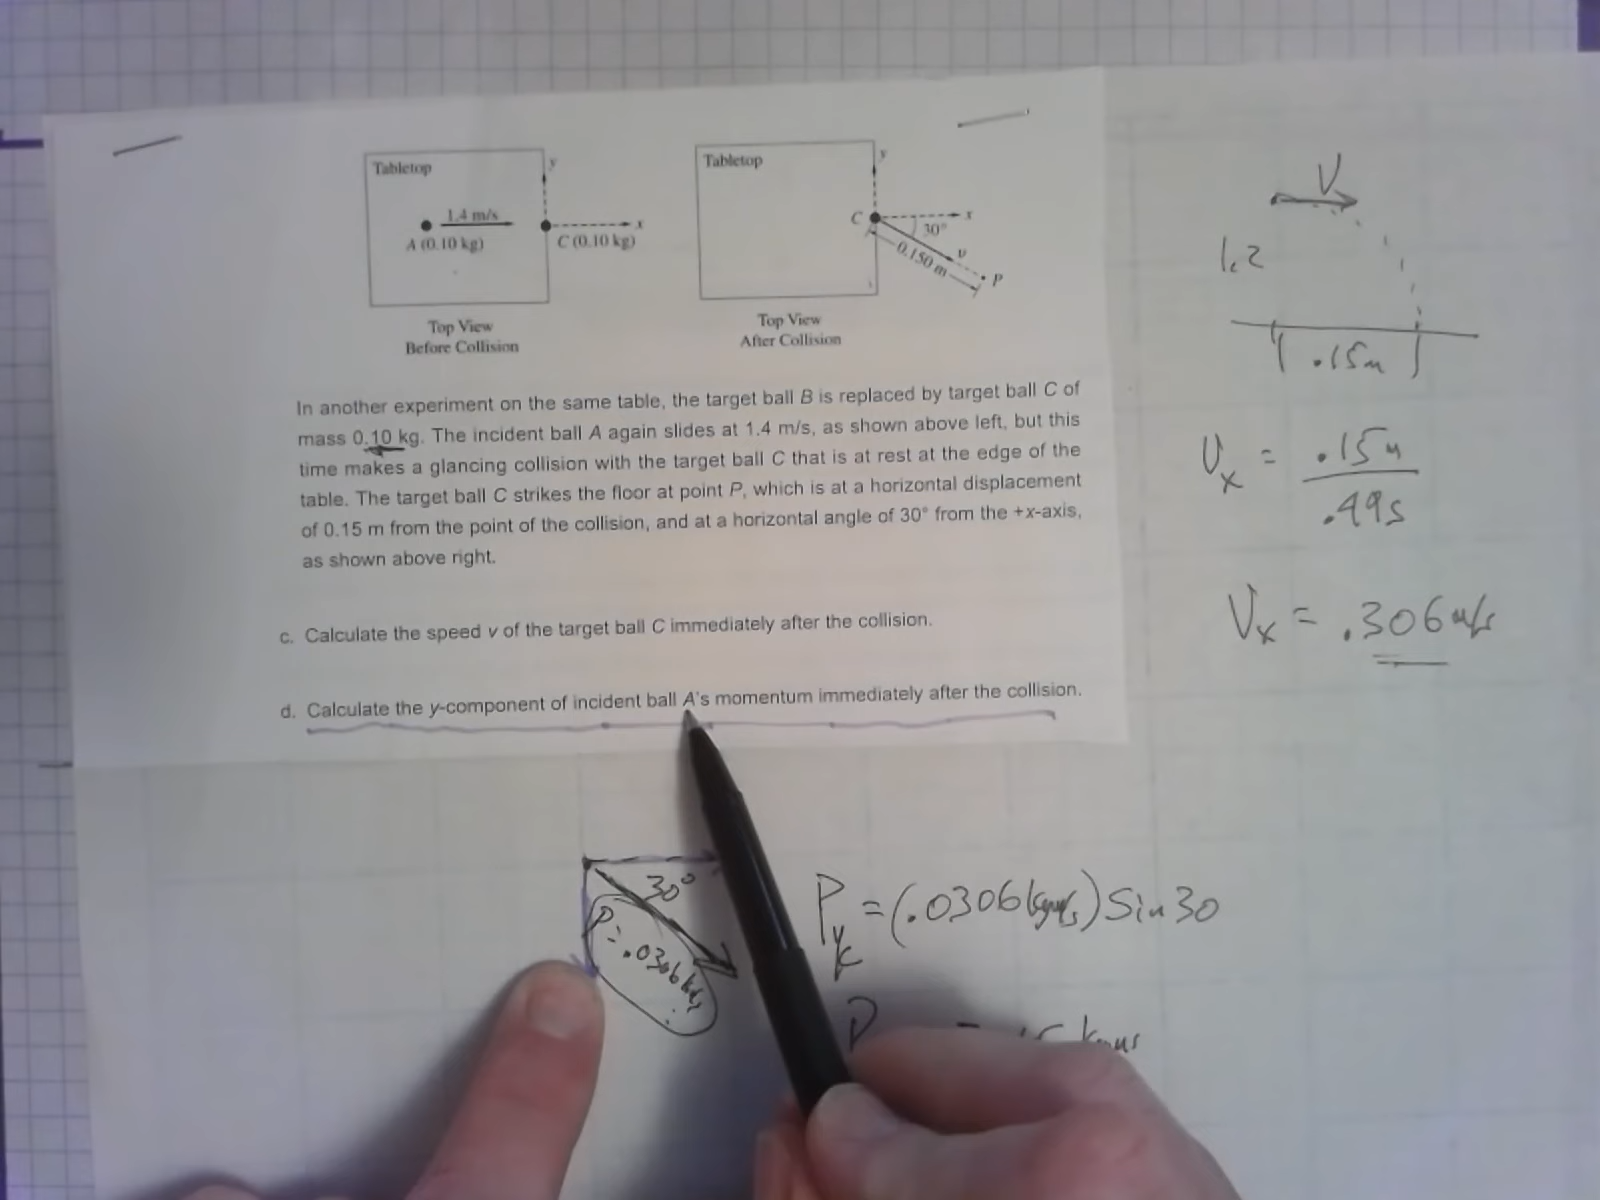 Tabletop
y
1.4 m/s
x
A (0.10 kg)
C (0.10 kg)
Top View
Before Collision
Tabletop
y
C
x
30°
υ
0.150 m
P
Top View
After Collision
In another experiment on the same table, the target ball B is replaced by target ball C of
mass 0.10 kg. The incident ball A again slides at 1.4 m/s, as shown above left, but this
time makes a glancing collision with the target ball C that is at rest at the edge of the
table. The target ball C strikes the floor at point P, which is at a horizontal displacement
of 0.15 m from the point of the collision, and at a horizontal angle of 30° from the +x-axis,
as shown above right.
c. Calculate the speed v of the target ball C immediately after the collision.
d. Calculate the y-component of incident ball A's momentum immediately after the collision.
V
1.2
.15m
Vx = .15m
.49s
Vx = .306 m/s
30°
P = .0306
P = (.0306 kgm/s) Sin 30
P =